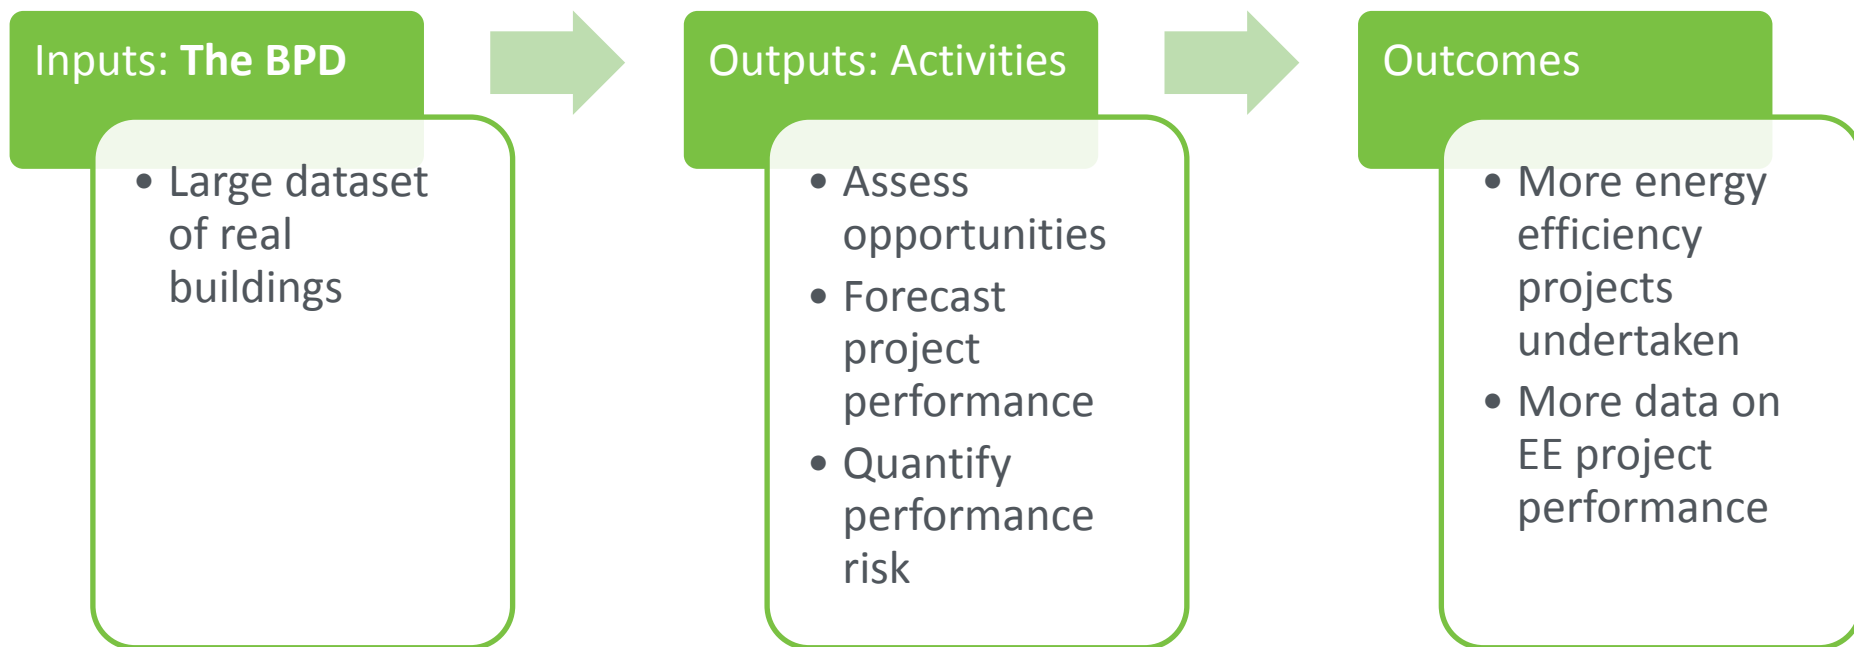 Inputs: The BPD
• Large dataset
of real
buildings
Outputs: Activities
• Assess
opportunities
• Forecast
project
performance
• Quantify
performance
risk
Outcomes
• More energy
efficiency
projects
undertaken
• More data on
EE project
performance